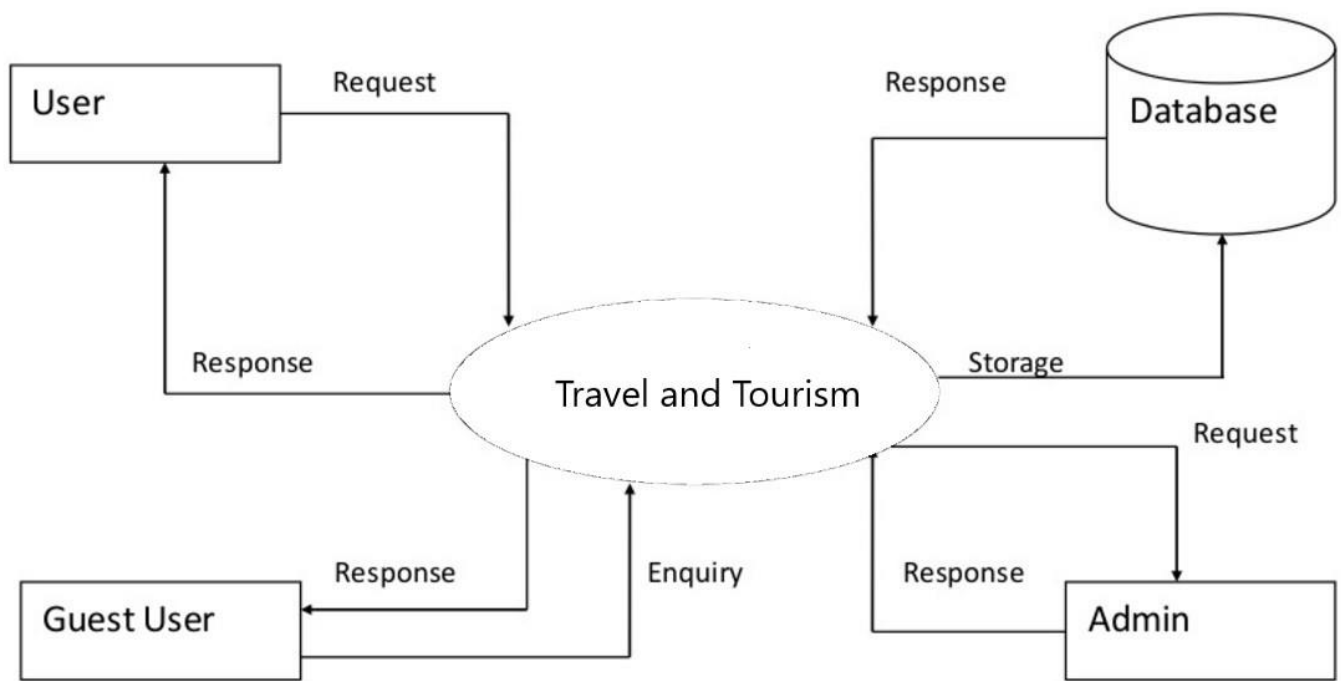 User
Request
Response
Database
Response
Travel and Tourism
Storage
Request
Guest User
Response
Enquiry
Response
Admin